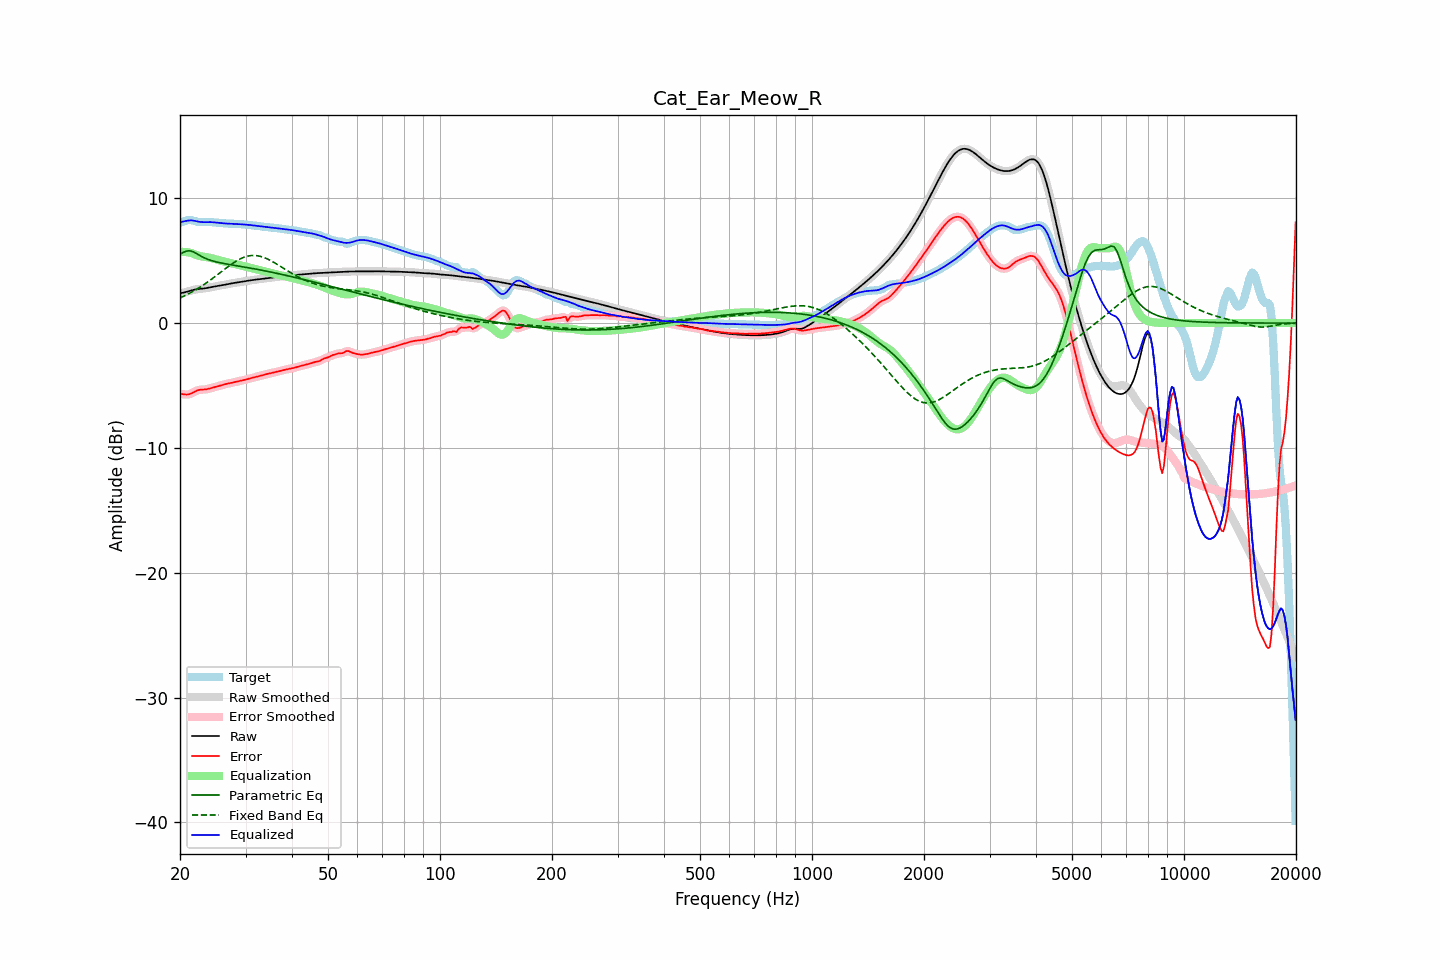 Cat_Ear_Meow_R
Amplitude (dBr)
10
0
−10
−20
−30
−40
Target
Raw Smoothed
Error Smoothed
Raw
Error
Equalization
Parametric Eq
Fixed Band Eq
Equalized
20 50 100 200 500 1000 2000 5000 10000 20000
Frequency (Hz)